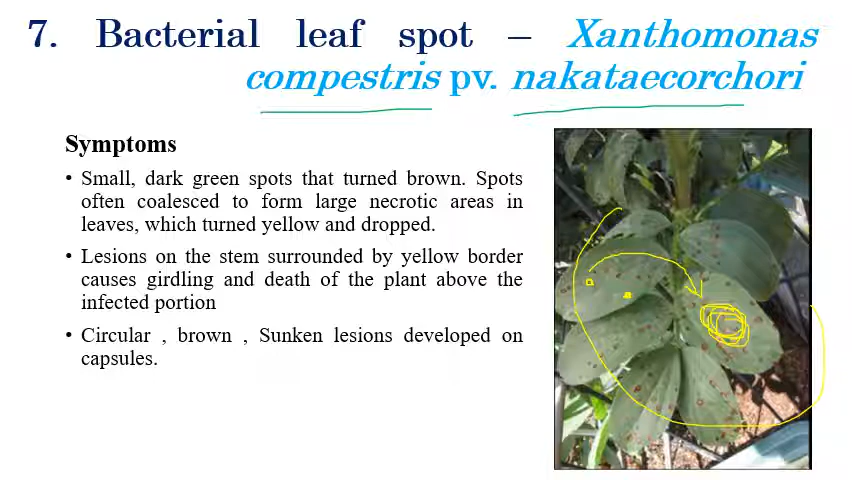 7. Bacterial leaf spot – Xanthomonas
compestris pv. nakataecorchori
Symptoms
• Small, dark green spots that turned brown. Spots
often coalesced to form large necrotic areas in
leaves, which turned yellow and dropped.
• Lesions on the stem surrounded by yellow border
causes girdling and death of the plant above the
infected portion
• Circular , brown , Sunken lesions developed on
capsules.